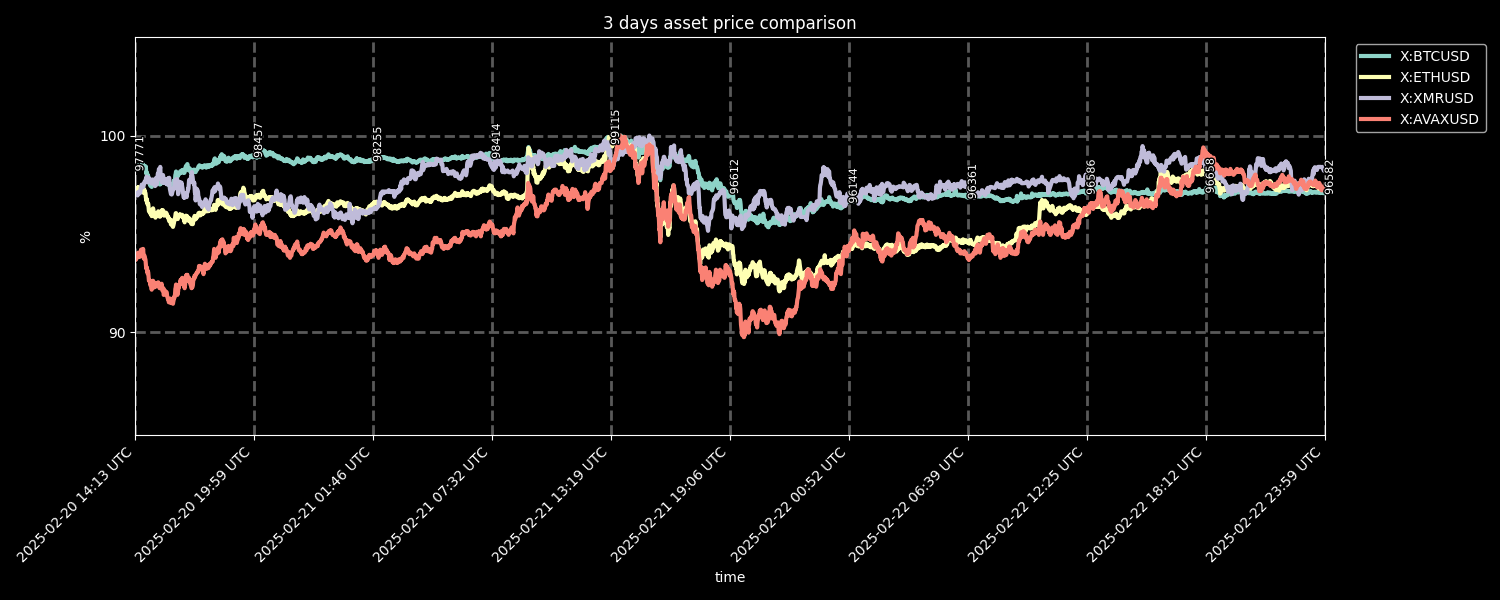 3 days asset price comparison
X:BTCUSD
X:ETHUSD
X:XMRUSD
X:AVAXUSD
%
100
90
97771
98457
98255
98414
99115
96612
96144
96361
96586
96658
96582
2025-02-20 14:13 UTC
2025-02-20 19:59 UTC
2025-02-21 01:46 UTC
2025-02-21 07:32 UTC
2025-02-21 13:19 UTC
2025-02-21 19:06 UTC
2025-02-22 00:52 UTC
2025-02-22 06:39 UTC
2025-02-22 12:25 UTC
2025-02-22 18:12 UTC
2025-02-22 23:59 UTC
time